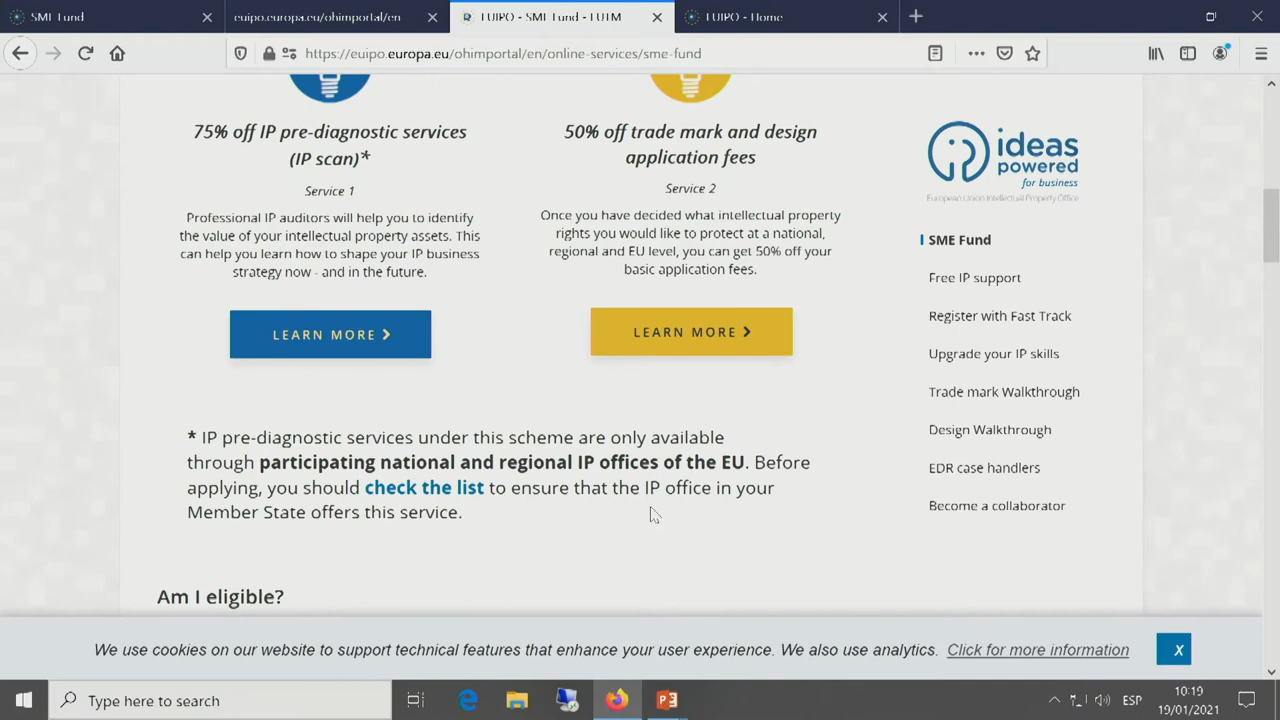 SME Fund
euipo.europa.eu/ohimportal/en
EUIPO - SME Fund - EUTM
EUIPO - Home
https://euipo.europa.eu/ohimportal/en/online-services/sme-fund
75% off IP pre-diagnostic services
(IP scan)*
Service 1
Professional IP auditors will help you to identify
the value of your intellectual property assets. This
can help you learn how to shape your IP business
strategy now - and in the future.
LEARN MORE
50% off trade mark and design
application fees
Service 2
Once you have decided what intellectual property
rights you would like to protect at a national,
regional and EU level, you can get 50% off your
basic application fees.
LEARN MORE
* IP pre-diagnostic services under this scheme are only available
through participating national and regional IP offices of the EU. Before
applying, you should check the list to ensure that the IP office in your
Member State offers this service.
Am I eligible?
ideas
powered
for business
European Union Intellectual Property Office
SME Fund
Free IP support
Register with Fast Track
Upgrade your IP skills
Trade mark Walkthrough
Design Walkthrough
EDR case handlers
Become a collaborator
We use cookies on our website to support technical features that enhance your user experience. We also use analytics. Click for more information
X
Type here to search
ESP
10:19
19/01/2021